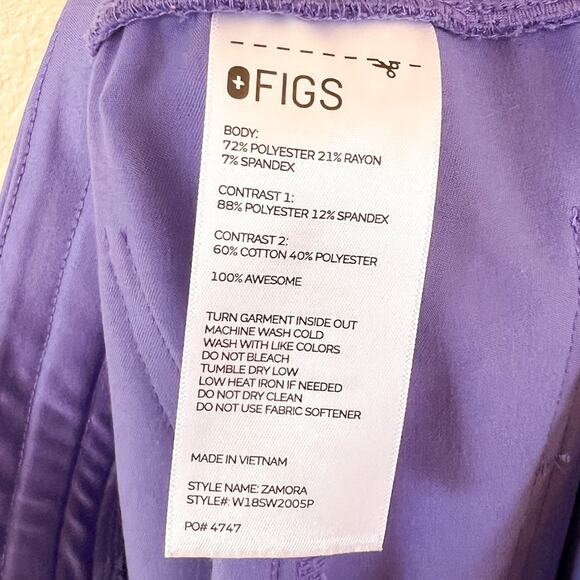 FIGS
BODY:
72% POLYESTER 21% RAYON
7% SPANDEX
CONTRAST 1:
88% POLYESTER 12% SPANDEX
CONTRAST 2:
60% COTTON 40% POLYESTER
100% AWESOME
TURN GARMENT INSIDE OUT
MACHINE WASH COLD
WASH WITH LIKE COLORS
DO NOT BLEACH
TUMBLE DRY LOW
LOW HEAT IRON IF NEEDED
DO NOT DRY CLEAN
DO NOT USE FABRIC SOFTENER
MADE IN VIETNAM
STYLE NAME: ZAMORA
STYLE#: W18SW2005P
PO# 4747